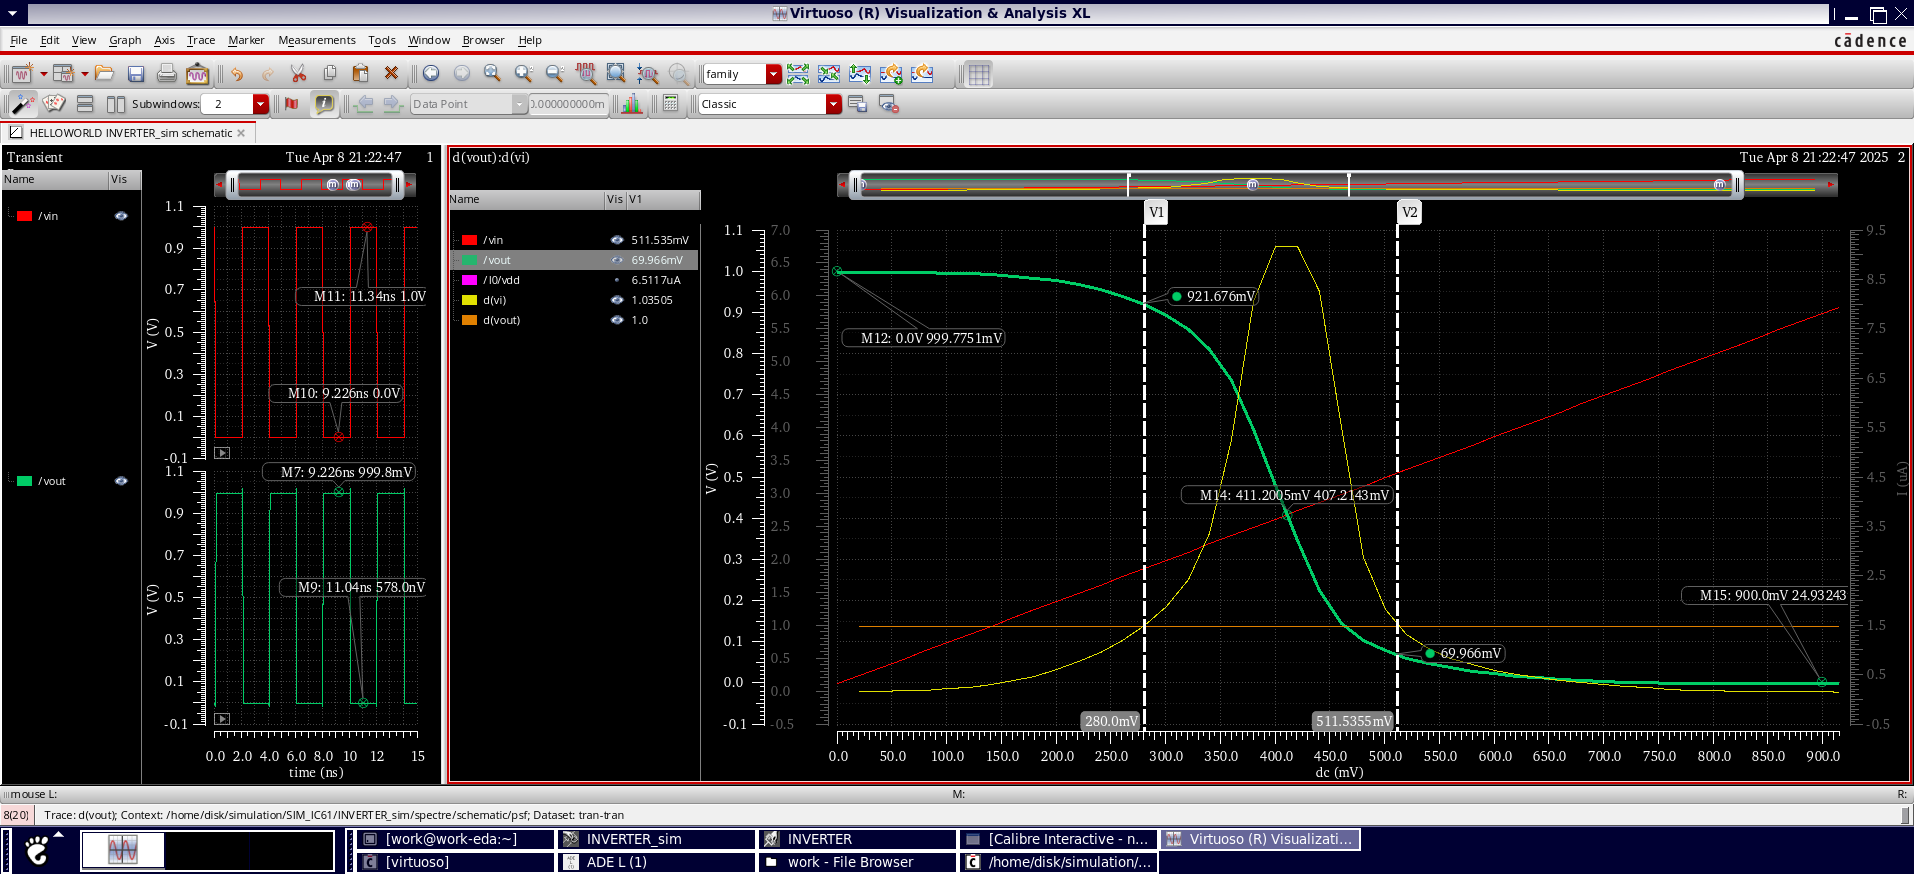 Virtuoso (R) Visualization & Analysis XL
File Edit View Graph Axis Trace Marker Measurements Tools Window Browser Help
cādence
family
Subwindows: 2
Data Point
0.000000000m
Classic
HELLOWORLD INVERTER_sim schematic
Transient
Tue Apr 8 21:22:47 1
Name Vis
/vin
/vout
1.1
0.9
0.7
0.5
0.3
0.1
-0.1
V (V)
M11: 11.34ns 1.0V
M10: 9.226ns 0.0V
1.1
0.9
0.7
0.5
0.3
0.1
-0.1
V (V)
M7: 9.226ns 999.8mV
M9: 11.04ns 578.0nV
0.0 2.0 4.0 6.0 8.0 10 12 15
time (ns)
d(vout):d(vi)
Tue Apr 8 21:22:47 2025 2
Name Vis V1
/vin 511.535mV
/vout 69.966mV
/I0/vdd 6.5117uA
d(vi) 1.03505
d(vout) 1.0
V1
V2
1.1
1.0
0.9
0.8
0.7
0.6
0.5
0.4
0.3
0.2
0.1
0.0
-0.1
V (V)
7.0
6.5
6.0
5.5
5.0
4.5
4.0
3.5
3.0
2.5
2.0
1.5
1.0
0.5
0.0
-0.5
921.676mV
M12: 0.0V 999.7751mV
M14: 411.2005mV 407.2143mV
M15: 900.0mV 24.93243
69.966mV
280.0mV
511.5355mV
9.5
8.5
7.5
6.5
5.5
4.5
3.5
2.5
1.5
0.5
-0.5
I (uA)
0.0 50.0 100.0 150.0 200.0 250.0 300.0 350.0 400.0 450.0 500.0 550.0 600.0 650.0 700.0 750.0 800.0 850.0 900.0
dc (mV)
mouse L: M: R:
8(20) Trace: d(vout); Context: /home/disk/simulation/SIM_IC61/INVERTER_sim/spectre/schematic/psf; Dataset: tran-tran
[work@work-eda:~] INVERTER_sim INVERTER [Calibre Interactive - n... Virtuoso (R) Visualizati...
[virtuoso] ADE L (1) work - File Browser /home/disk/simulation/...